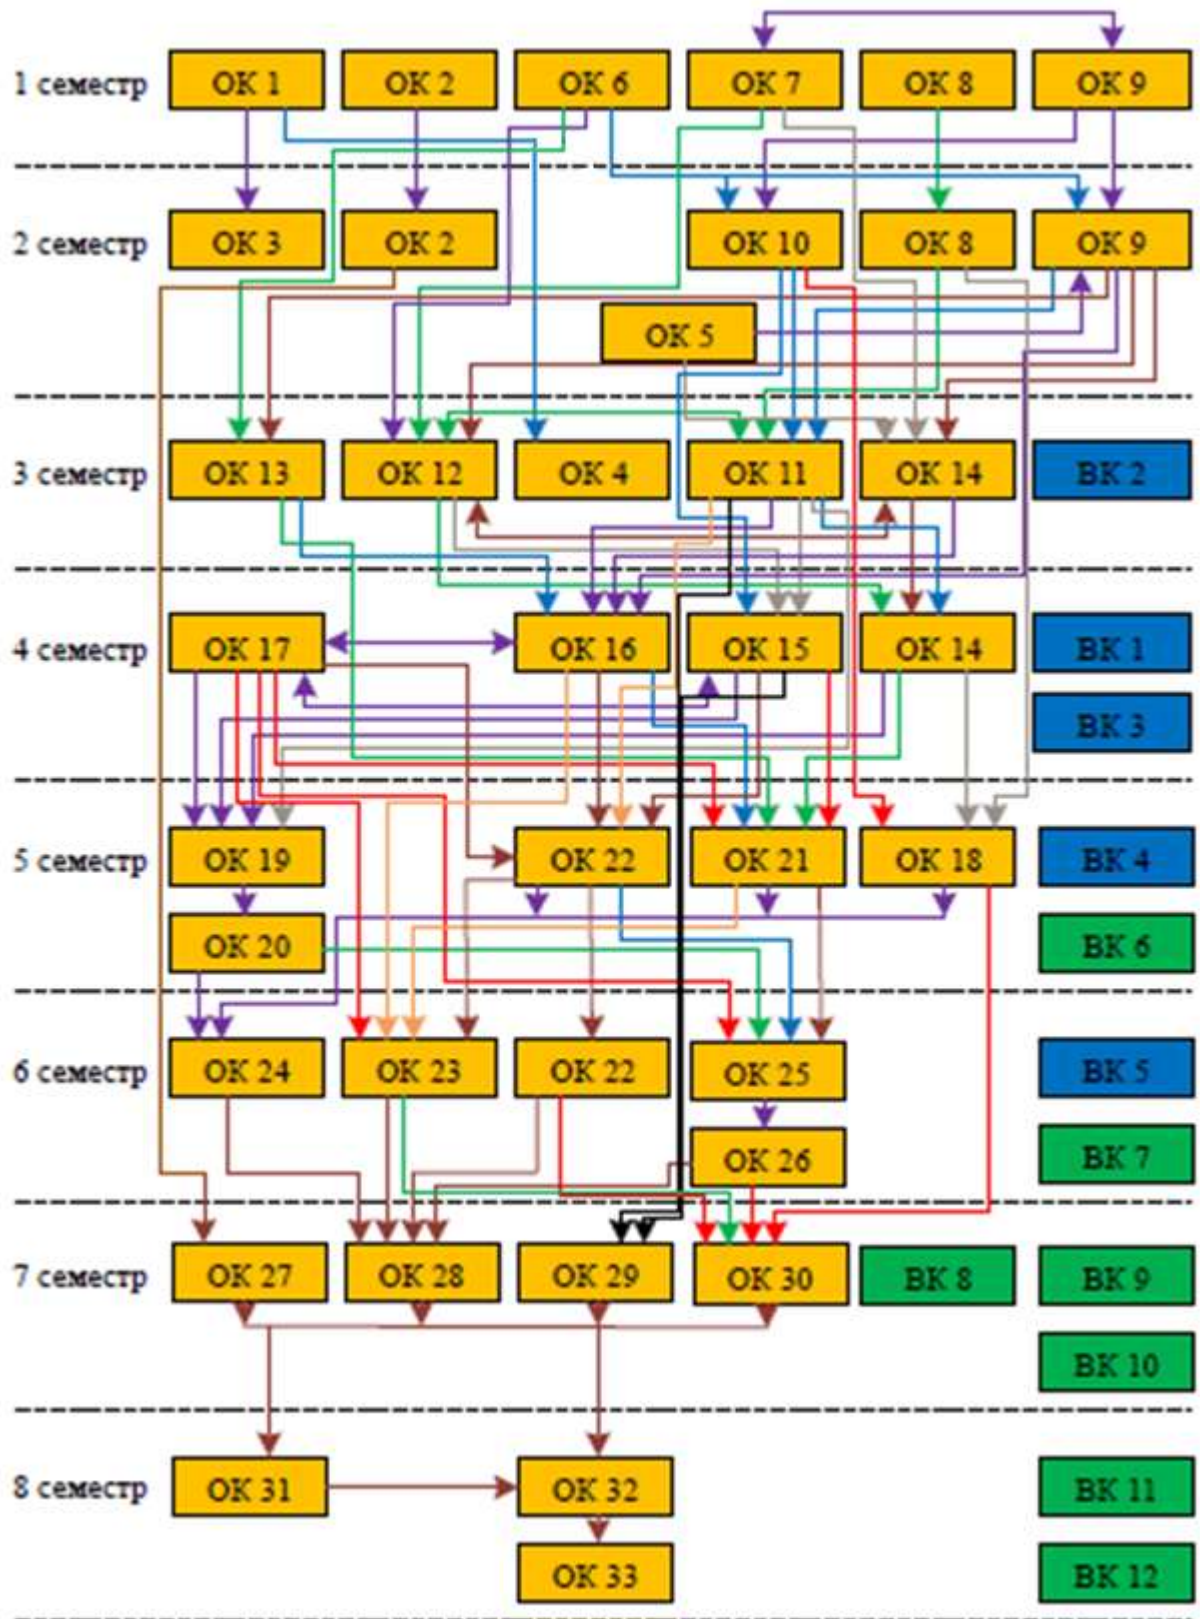 1 семестр ОК 1 ОК 2 ОК 6 ОК 7 ОК 8 ОК 9
2 семестр ОК 3 ОК 2 ОК 10 ОК 8 ОК 9
ОК 5
3 семестр ОК 13 ОК 12 ОК 4 ОК 11 ОК 14 ВК 2
4 семестр ОК 17 ОК 16 ОК 15 ОК 14 ВК 1
ВК 3
5 семестр ОК 19 ОК 22 ОК 21 ОК 18 ВК 4
ОК 20 ВК 6
6 семестр ОК 24 ОК 23 ОК 22 ОК 25 ВК 5
ОК 26 ВК 7
7 семестр ОК 27 ОК 28 ОК 29 ОК 30 ВК 8 ВК 9
ВК 10
8 семестр ОК 31 ОК 32 ВК 11
ОК 33 ВК 12